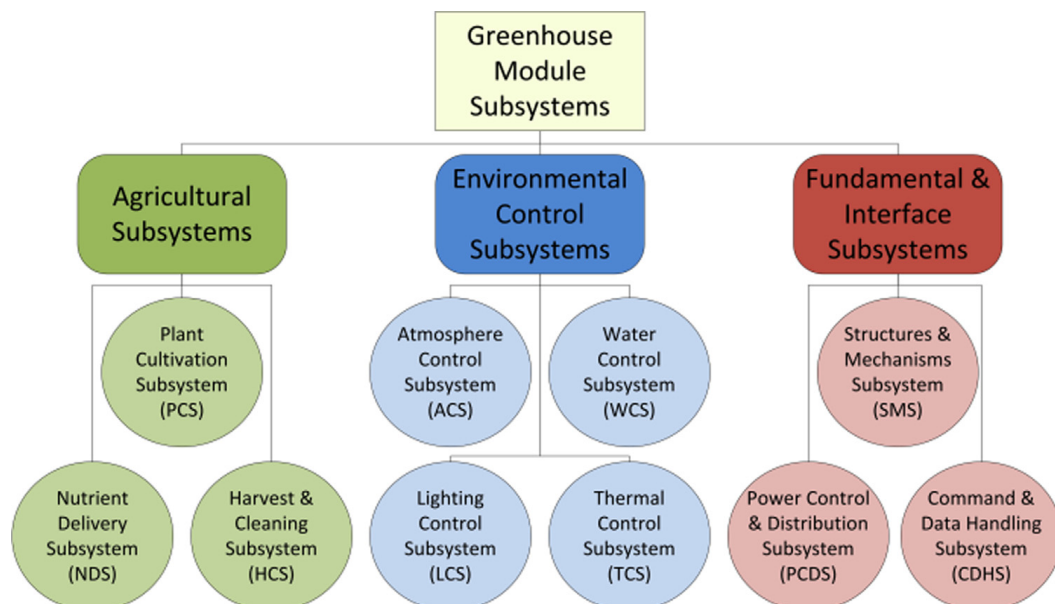 Greenhouse
Module
Subsystems
Agricultural
Subsystems
Environmental
Control
Subsystems
Fundamental &
Interface
Subsystems
Plant
Cultivation
Subsystem
(PCS)
Atmosphere
Control
Subsystem
(ACS)
Water
Control
Subsystem
(WCS)
Structures &
Mechanisms
Subsystem
(SMS)
Nutrient
Delivery
Subsystem
(NDS)
Harvest &
Cleaning
Subsystem
(HCS)
Lighting
Control
Subsystem
(LCS)
Thermal
Control
Subsystem
(TCS)
Power Control
& Distribution
Subsystem
(PCDS)
Command &
Data Handling
Subsystem
(CDHS)